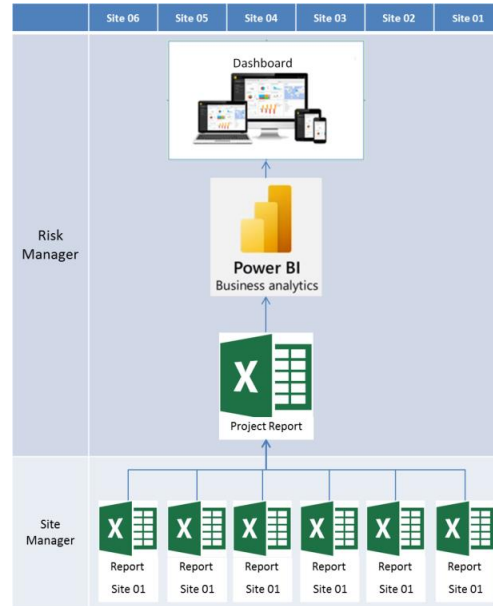 Site 06 Site 05 Site 04 Site 03 Site 02 Site 01
Dashboard
Risk
Manager
Power BI
Business analytics
X
Project Report
Site
Manager
X X X X X X
Report Report Report Report Report Report
Site 01 Site 01 Site 01 Site 01 Site 01 Site 01